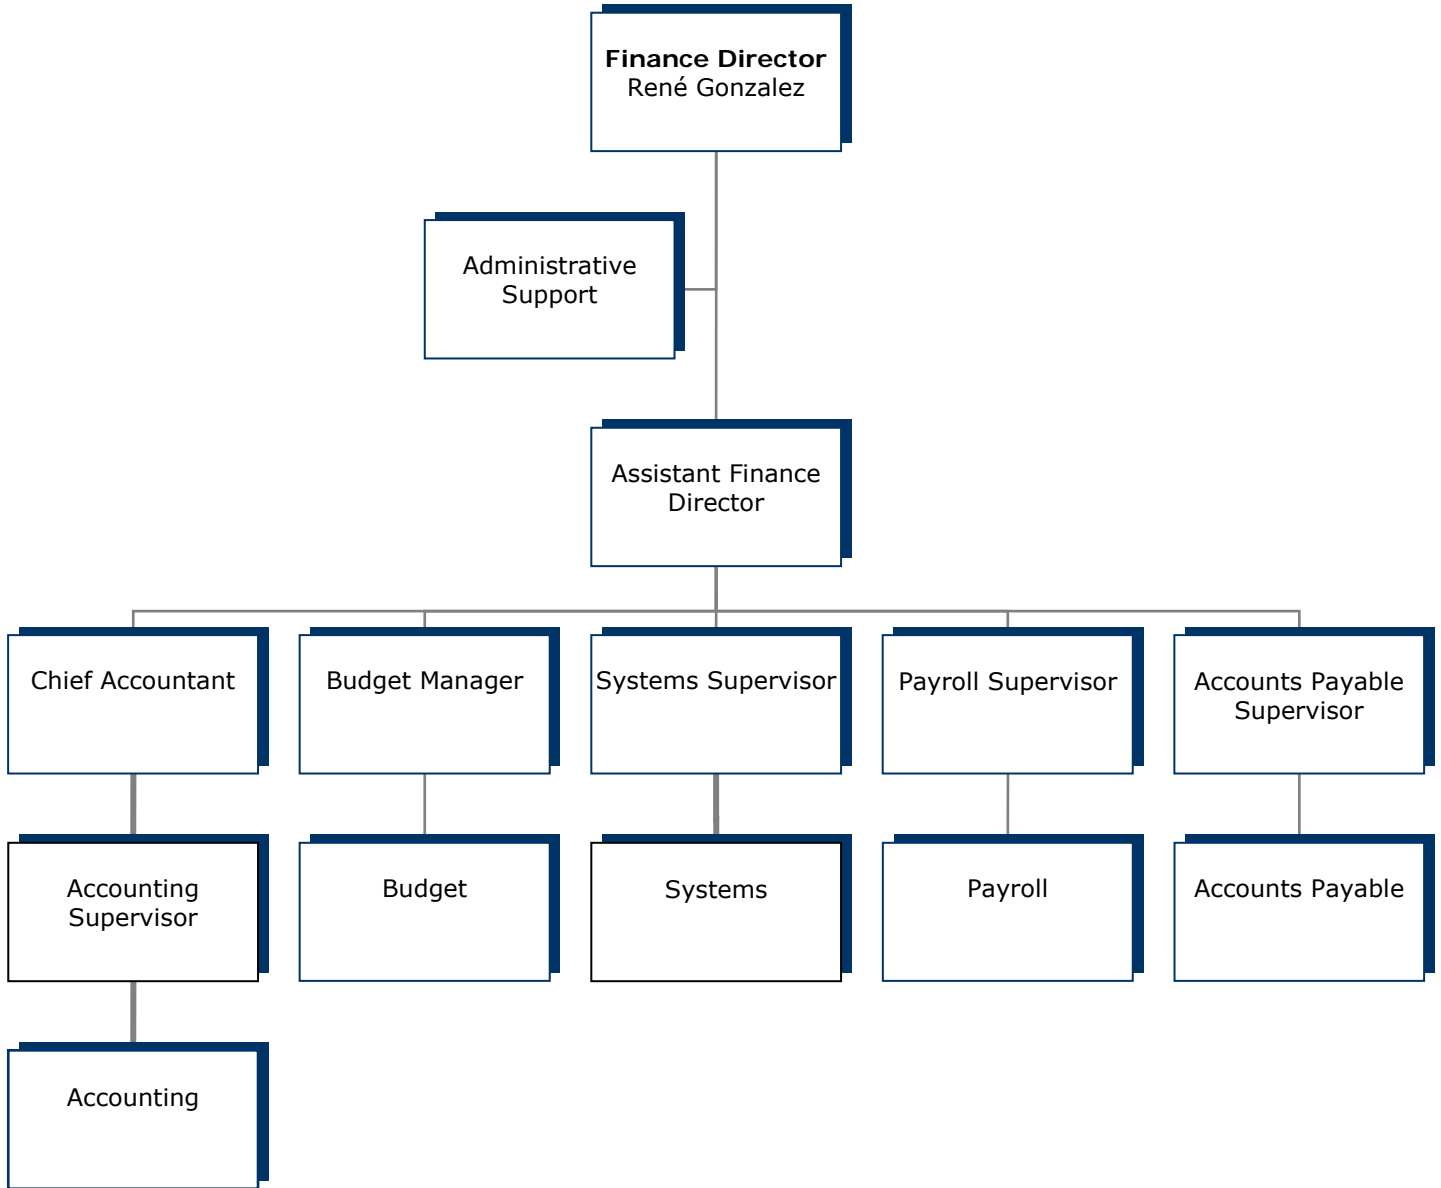 Finance Director
René Gonzalez
Administrative
Support
Assistant Finance
Director
Chief Accountant
Budget Manager
Systems Supervisor
Payroll Supervisor
Accounts Payable
Supervisor
Accounting
Supervisor
Budget
Systems
Payroll
Accounts Payable
Accounting